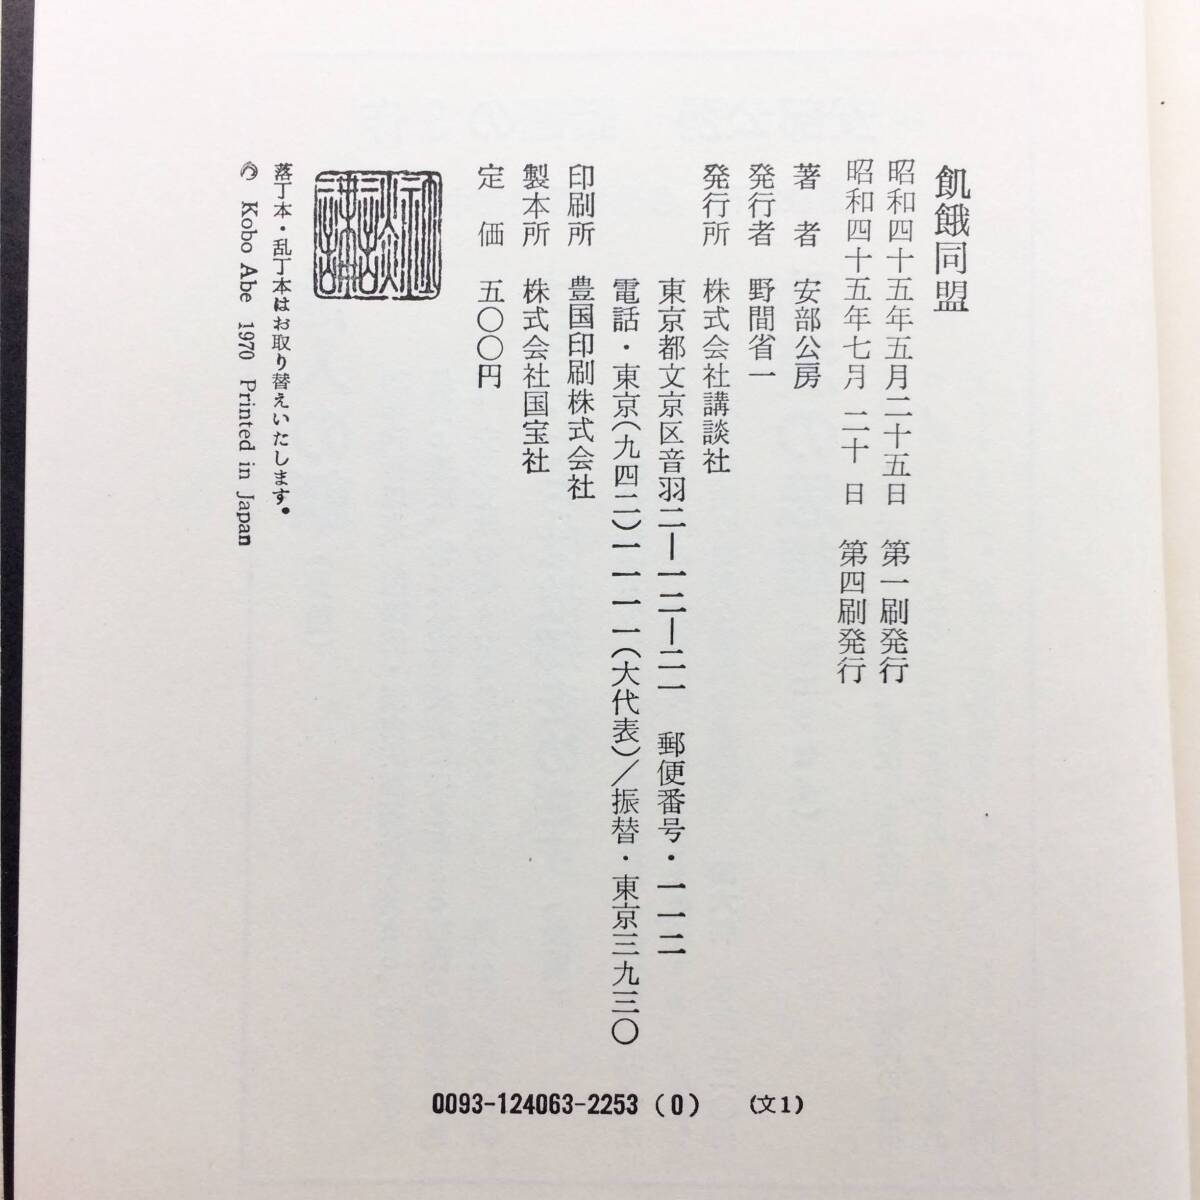 飢餓同盟
昭和四十五年五月二十五日　第一刷発行
昭和四十五年七月二十日　第四刷発行
著者　安部公房
発行者　野間省一
発行所　株式会社講談社
東京都文京区音羽二―一二―二一　郵便番号・一一二
電話・東京(九四二)一一一一(大代表)/振替・東京三九三〇
印刷所　豊国印刷株式会社
製本所　株式会社国宝社
定価　五〇〇円
落丁本・乱丁本はお取り替えいたします。
© Kobo Abe 1970 Printed in Japan
0093-124063-2253 (0)　(文1)